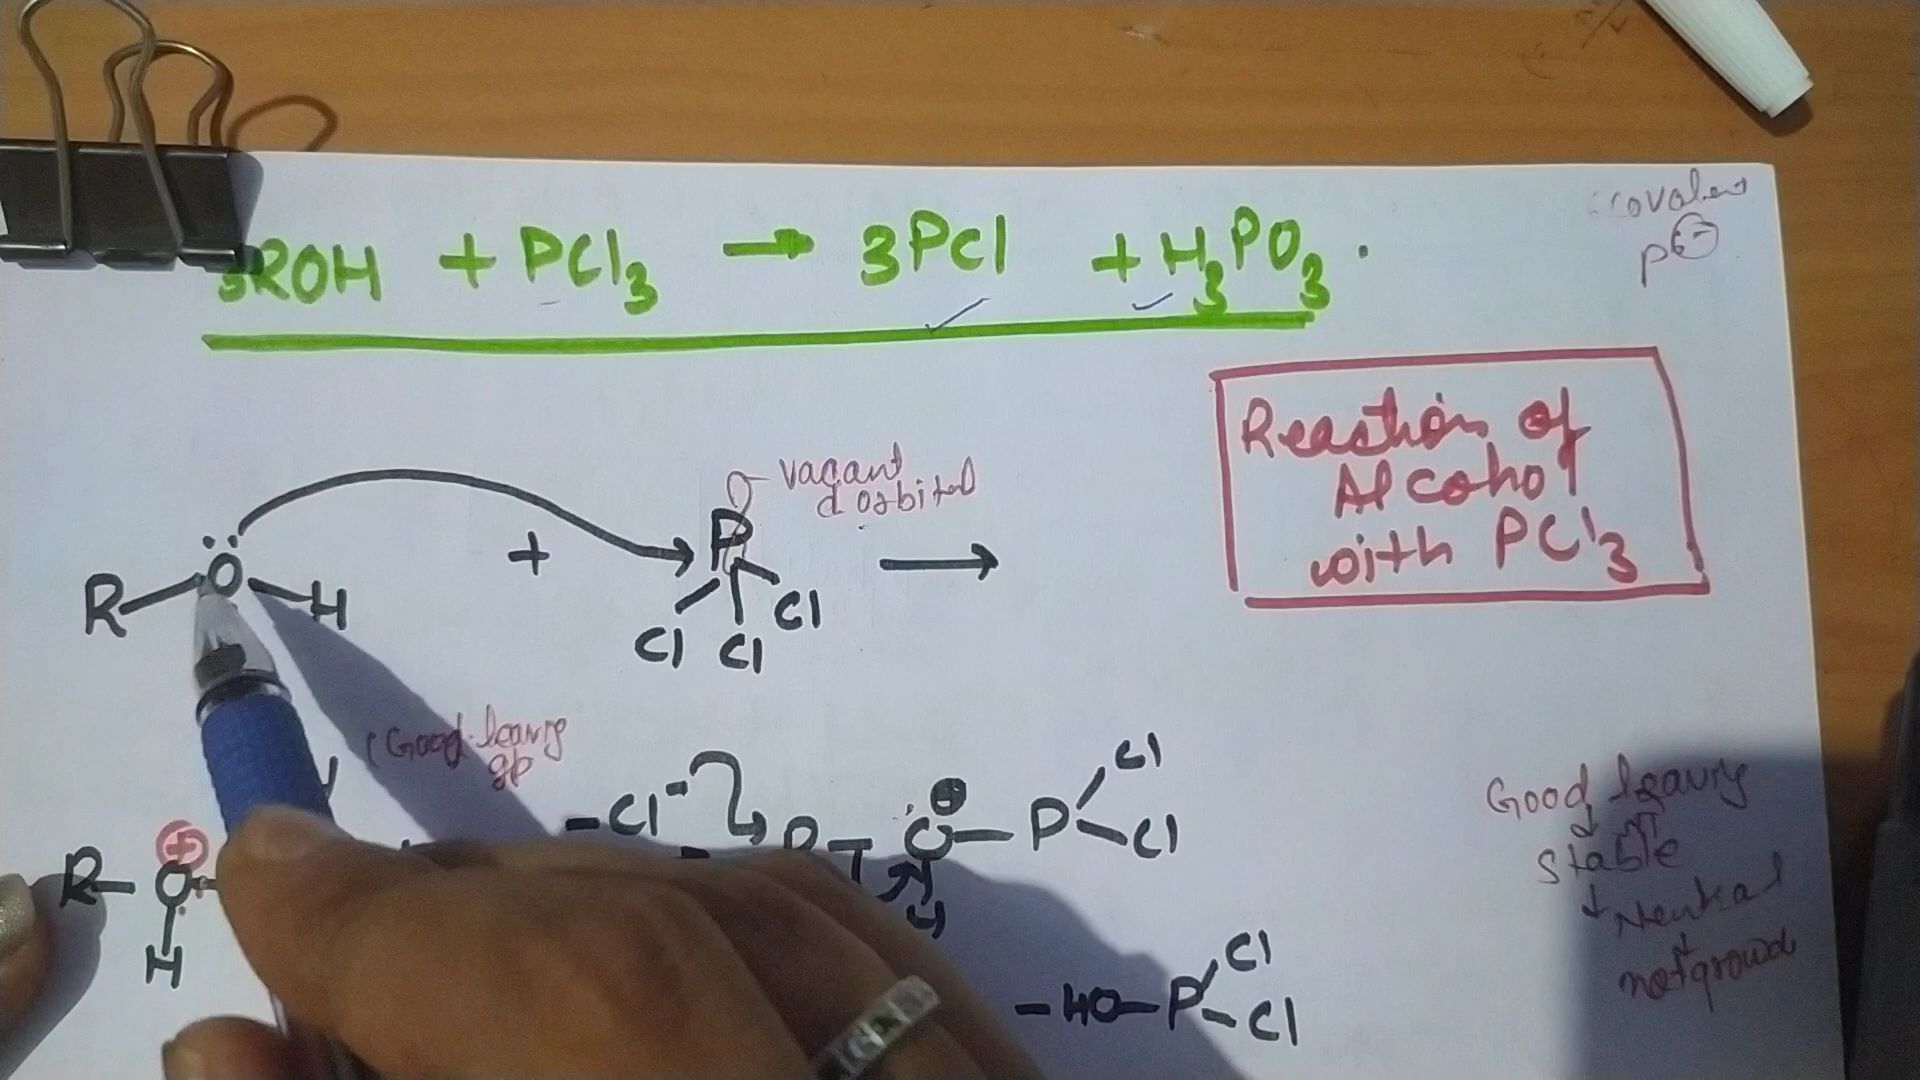 3ROH + PCl3 → 3PCl + H3PO3 .
covalent
p
Reaction of
Alcohol
with PCl3
vacant
d orbital
R O H + P →
Cl Cl Cl
(Good leaving
gp
-Cl- O — P Cl
Cl
H
R — O
H
⊕
Good leaving
stable
Neutral
- HO — P Cl
Cl